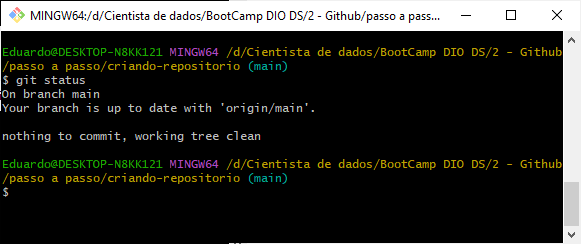 MINGW64:/d/Cientista de dados/BootCamp DIO DS/2 - Github/passo a pass...
Eduardo@DESKTOP-N8KK121 MINGW64 /d/Cientista de dados/BootCamp DIO DS/2 - Github
/passo a passo/criando-repositorio (main)
$ git status
On branch main
Your branch is up to date with 'origin/main'.
nothing to commit, working tree clean
Eduardo@DESKTOP-N8KK121 MINGW64 /d/Cientista de dados/BootCamp DIO DS/2 - Github
/passo a passo/criando-repositorio (main)
$